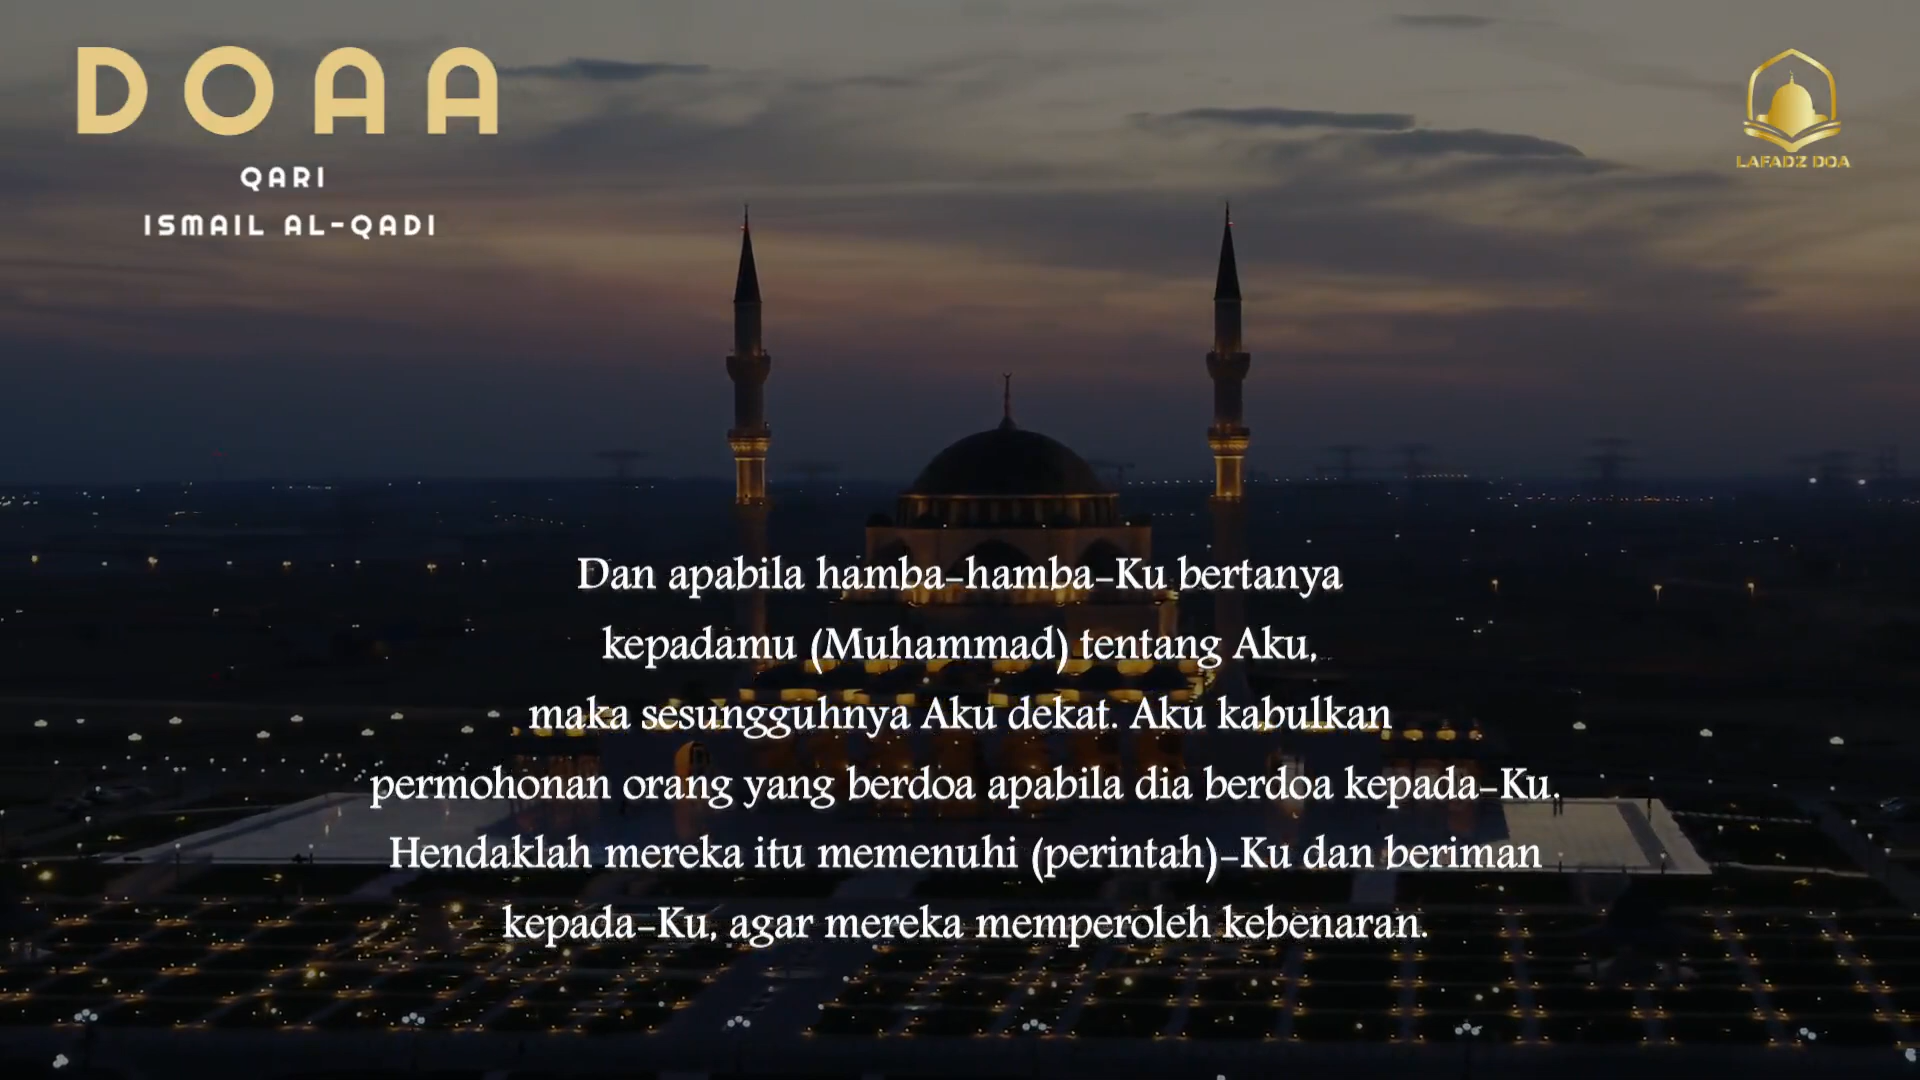 DOAA
QARI
ISMAIL AL-QADI
LAFADZ DOA
Dan apabila hamba-hamba-Ku bertanya
kepadamu (Muhammad) tentang Aku,
maka sesungguhnya Aku dekat. Aku kabulkan
permohonan orang yang berdoa apabila dia berdoa kepada-Ku.
Hendaklah mereka itu memenuhi (perintah)-Ku dan beriman
kepada-Ku, agar mereka memperoleh kebenaran.